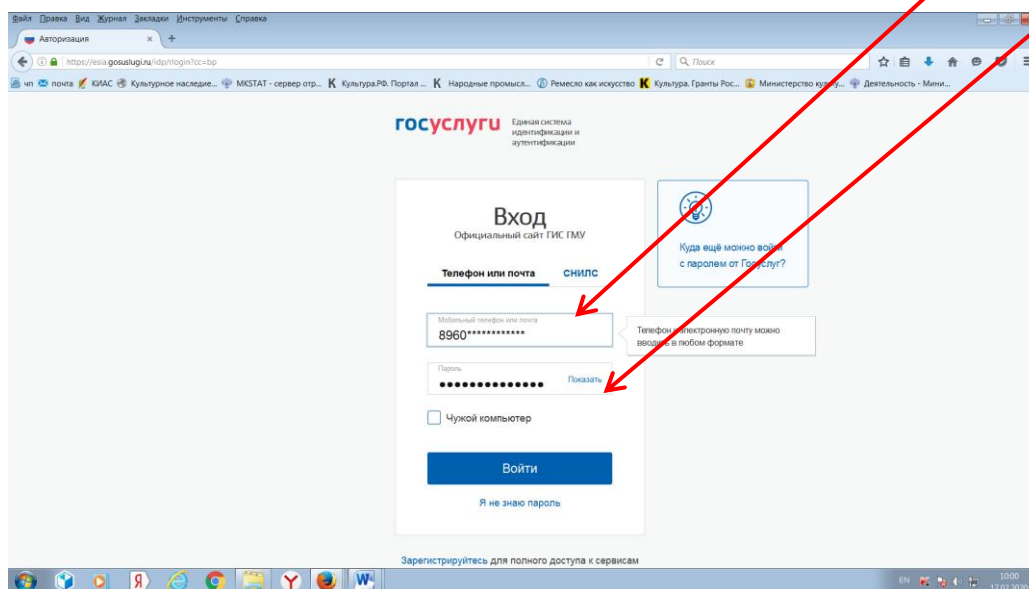 Файл Правка Вид Журнал Закладки Инструменты Справка
Авторизация × +
https://esia.gosuslugi.ru/idp/rlogin?cc=bp
Поиск
чп почта КИАС Культурное наследие... MKSTAT - сервер отр... Культура.РФ. Портал ... Народные промысл... Ремесло как искусство Культура. Гранты Рос... Министерство Деятельность - Мини...
госуслуги
Единая система
идентификации и
аутентификации
Вход
Официальный сайт ГИС ГМУ
Телефон или почта СНИЛС
Мобильный телефон или почта
8960************
Пароль
●●●●●●●●●●●●●● Показать
Чужой компьютер
Войти
Я не знаю пароль
Куда ещё можно войти
с паролем от Госуслуг?
Телефон электронную почту можно
вводить в любом формате
Зарегистрируйтесь для полного доступа к сервисам
EN
10:00
17.02.2020